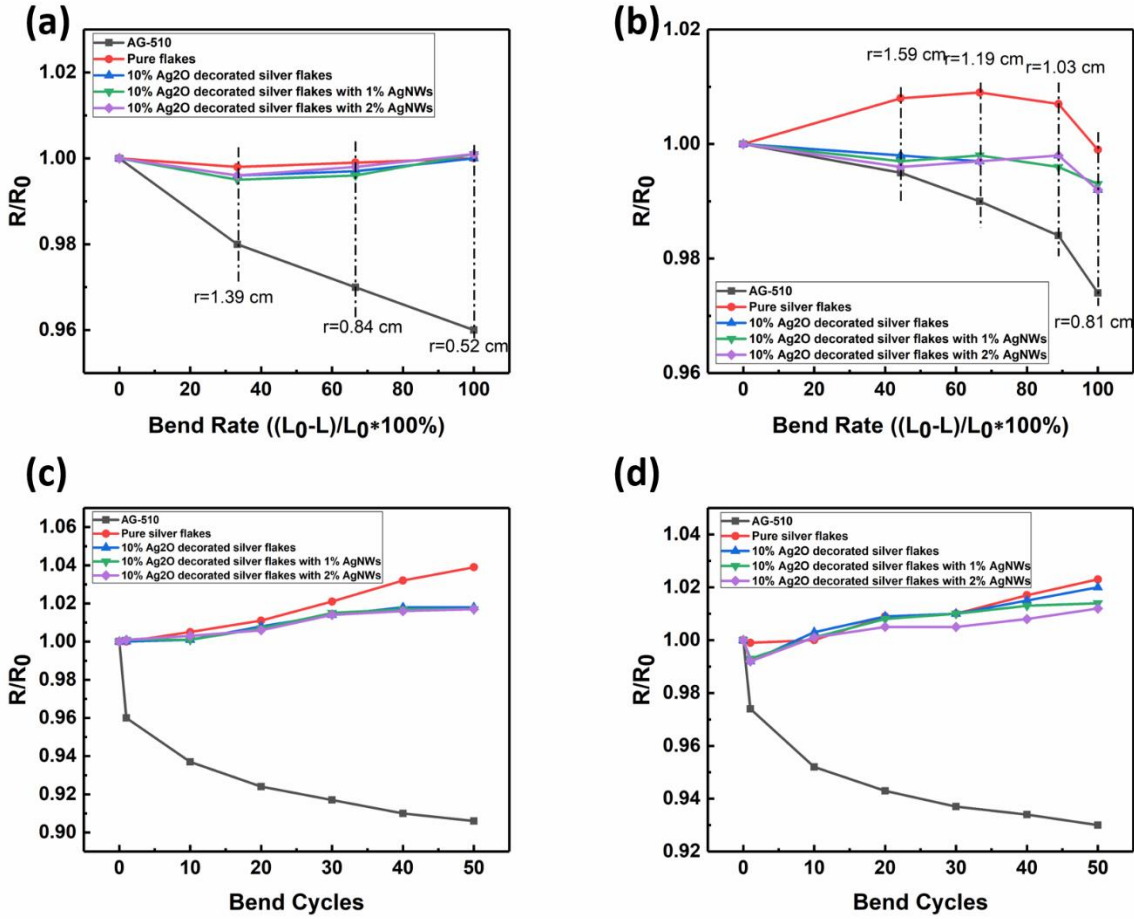 (a)
AG-510
Pure flakes
10% Ag2O decorated silver flakes
10% Ag2O decorated silver flakes with 1% AgNWs
10% Ag2O decorated silver flakes with 2% AgNWs
1.02
1.00
0.98
0.96
R/R0
r=1.39 cm
r=0.84 cm
r=0.52 cm
0 20 40 60 80 100
Bend Rate ((L0-L)/L0*100%)
(b)
1.02
1.00
0.98
0.96
R/R0
r=1.59 cm
r=1.19 cm
r=1.03 cm
r=0.81 cm
AG-510
Pure silver flakes
10% Ag2O decorated silver flakes
10% Ag2O decorated silver flakes with 1% AgNWs
10% Ag2O decorated silver flakes with 2% AgNWs
0 20 40 60 80 100
Bend Rate ((L0-L)/L0*100%)
(c)
AG-510
Pure silver flakes
10% Ag2O decorated silver flakes
10% Ag2O decorated silver flakes with 1% AgNWs
10% Ag2O decorated silver flakes with 2% AgNWs
1.06
1.04
1.02
1.00
0.98
0.96
0.94
0.92
0.90
R/R0
0 10 20 30 40 50
Bend Cycles
(d)
AG-510
Pure silver flakes
10% Ag2O decorated silver flakes
10% Ag2O decorated silver flakes with 1% AgNWs
10% Ag2O decorated silver flakes with 2% AgNWs
1.04
1.02
1.00
0.98
0.96
0.94
0.92
R/R0
0 10 20 30 40 50
Bend Cycles